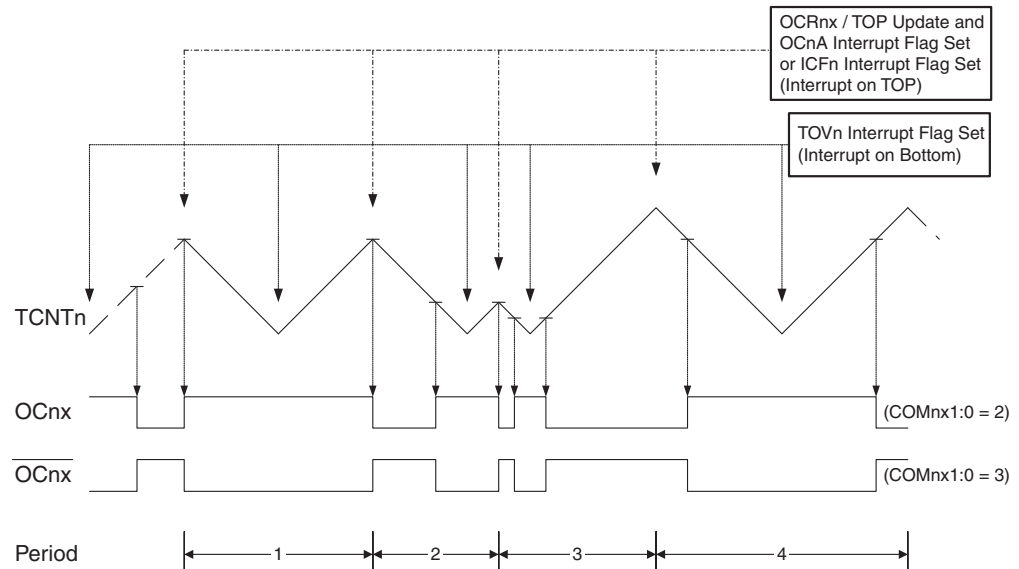 OCRnx / TOP Update and
OCnA Interrupt Flag Set
or ICFn Interrupt Flag Set
(Interrupt on TOP)
TOVn Interrupt Flag Set
(Interrupt on Bottom)
TCNTn
OCnx
(COMnx1:0 = 2)
OCnx
(COMnx1:0 = 3)
Period
1
2
3
4